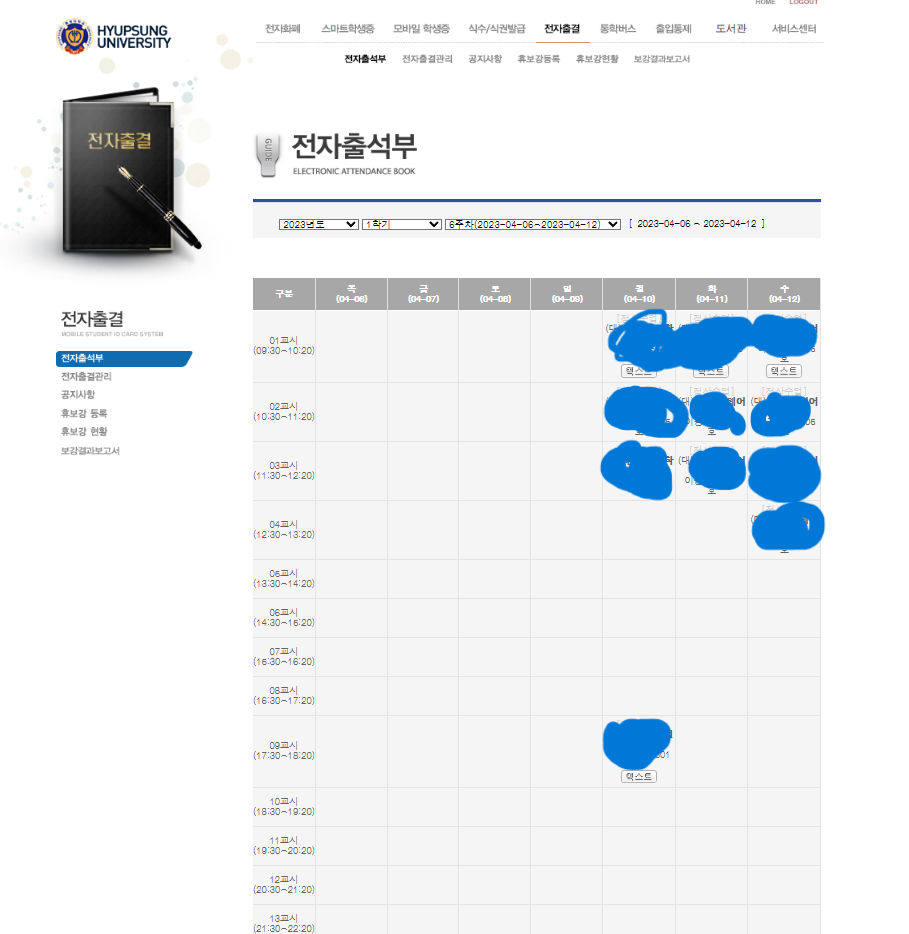 HOME LOGOUT
HYUPSUNG
UNIVERSITY
전자화폐 스마트학생증 모바일 학생증 식수/식권발급 전자출결 통학버스 출입통제 도서관 서비스센터
전자출석부 전자출결관리 공지사항 휴보강등록 휴보강현황 보강결과보고서
전자출결
GUIDE
전자출석부
ELECTRONIC ATTENDANCE BOOK
2023년도 1학기 6주차(2023-04-06~2023-04-12) [ 2023-04-06 ~ 2023-04-12 ]
전자출결
MOBILE STUDENT ID CARD SYSTEM
전자출석부
전자출결관리
공지사항
휴보강 등록
휴보강 현황
보강결과보고서
구분 목 금 토 일 월 화 수
(04-06) (04-07) (04-08) (04-09) (04-10) (04-11) (04-12)
01교시
(09:30~10:20)
호
텍스트 텍스트 텍스트
02교시
(10:30~11:20)
호
03교시
(11:30~12:20)
호
04교시
(12:30~13:20)
05교시
(13:30~14:20)
06교시
(14:30~15:20)
07교시
(15:30~16:20)
08교시
(16:30~17:20)
09교시
(17:30~18:20)
텍스트
10교시
(18:30~19:20)
11교시
(19:30~20:20)
12교시
(20:30~21:20)
13교시
(21:30~22:20)